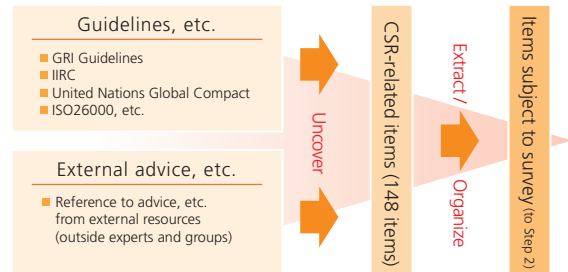 Guidelines, etc.
GRI Guidelines
IIRC
United Nations Global Compact
ISO26000, etc.
External advice, etc.
Reference to advice, etc.
from external resources
(outside experts and groups)
Uncover
CSR-related items (148 items)
Extract /
Organize
Items subject to survey (to Step 2)